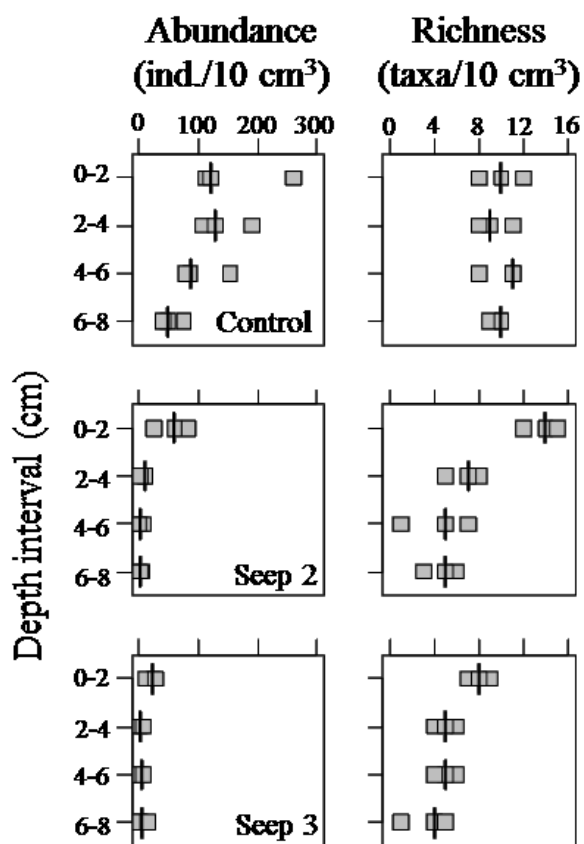 Abundance Richness
(ind./10 cm³) (taxa/10 cm³)
0 100 200 300 0 4 8 12 16
0-2
2-4
4-6
6-8
Control
Depth interval (cm)
0-2
2-4
4-6
6-8
Seep 2
0-2
2-4
4-6
6-8
Seep 3